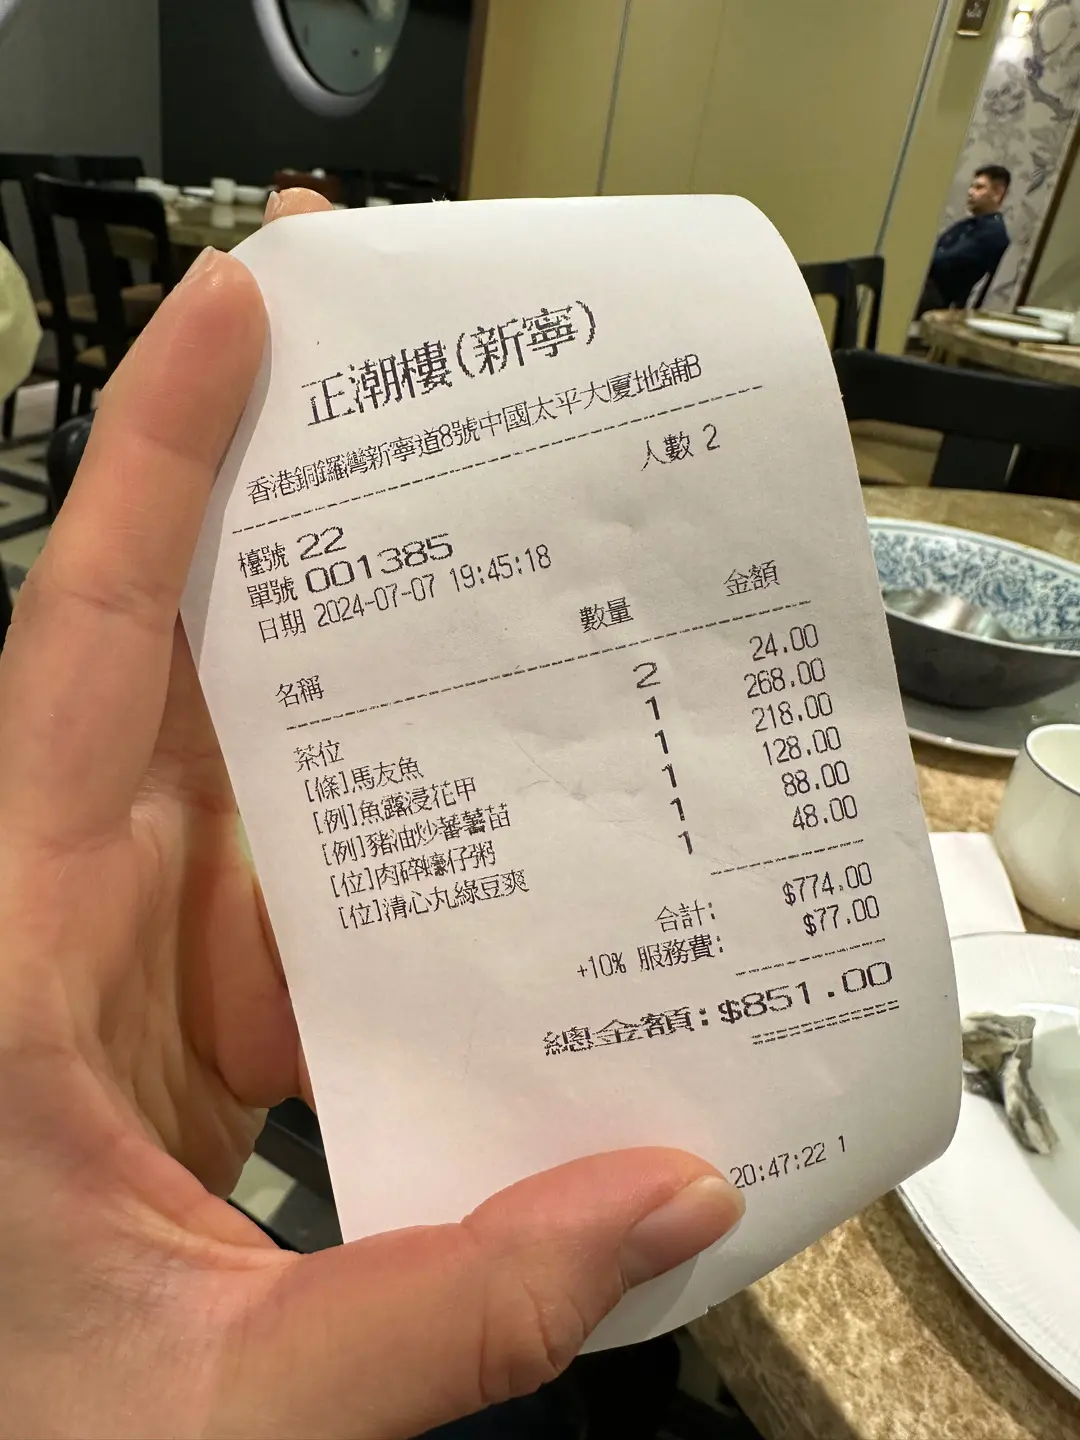 正潮樓(新寧)
香港銅鑼灣新寧道8號中國太平大廈地舖B
人數 2
檯號 22
單號 001385
日期 2024-07-07 19:45:18
名稱 數量 金額
茶位 2 24.00
[條]馬友魚 1 268.00
[例]魚露浸花甲 1 218.00
[例]豬油炒蕃薯苗 1 128.00
[位]肉碎蠔仔粥 1 88.00
[位]清心丸綠豆爽 1 48.00
合計: $774.00
+10% 服務費: $77.00
總金額:$851.00
20:47:22 1